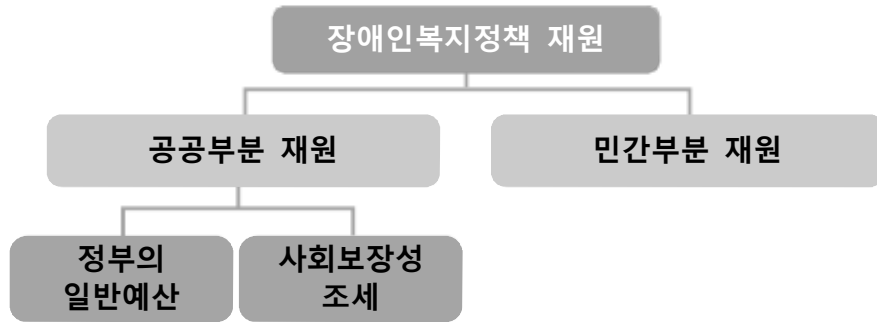 장애인복지정책 재원
공공부분 재원
민간부분 재원
정부의
일반예산
사회보장성
조세